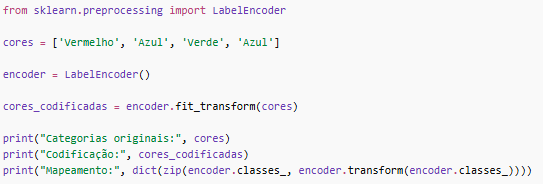 from sklearn.preprocessing import LabelEncoder
cores = ['Vermelho', 'Azul', 'Verde', 'Azul']
encoder = LabelEncoder()
cores_codificadas = encoder.fit_transform(cores)
print("Categorias originais:", cores)
print("Codificação:", cores_codificadas)
print("Mapeamento:", dict(zip(encoder.classes_, encoder.transform(encoder.classes_))))